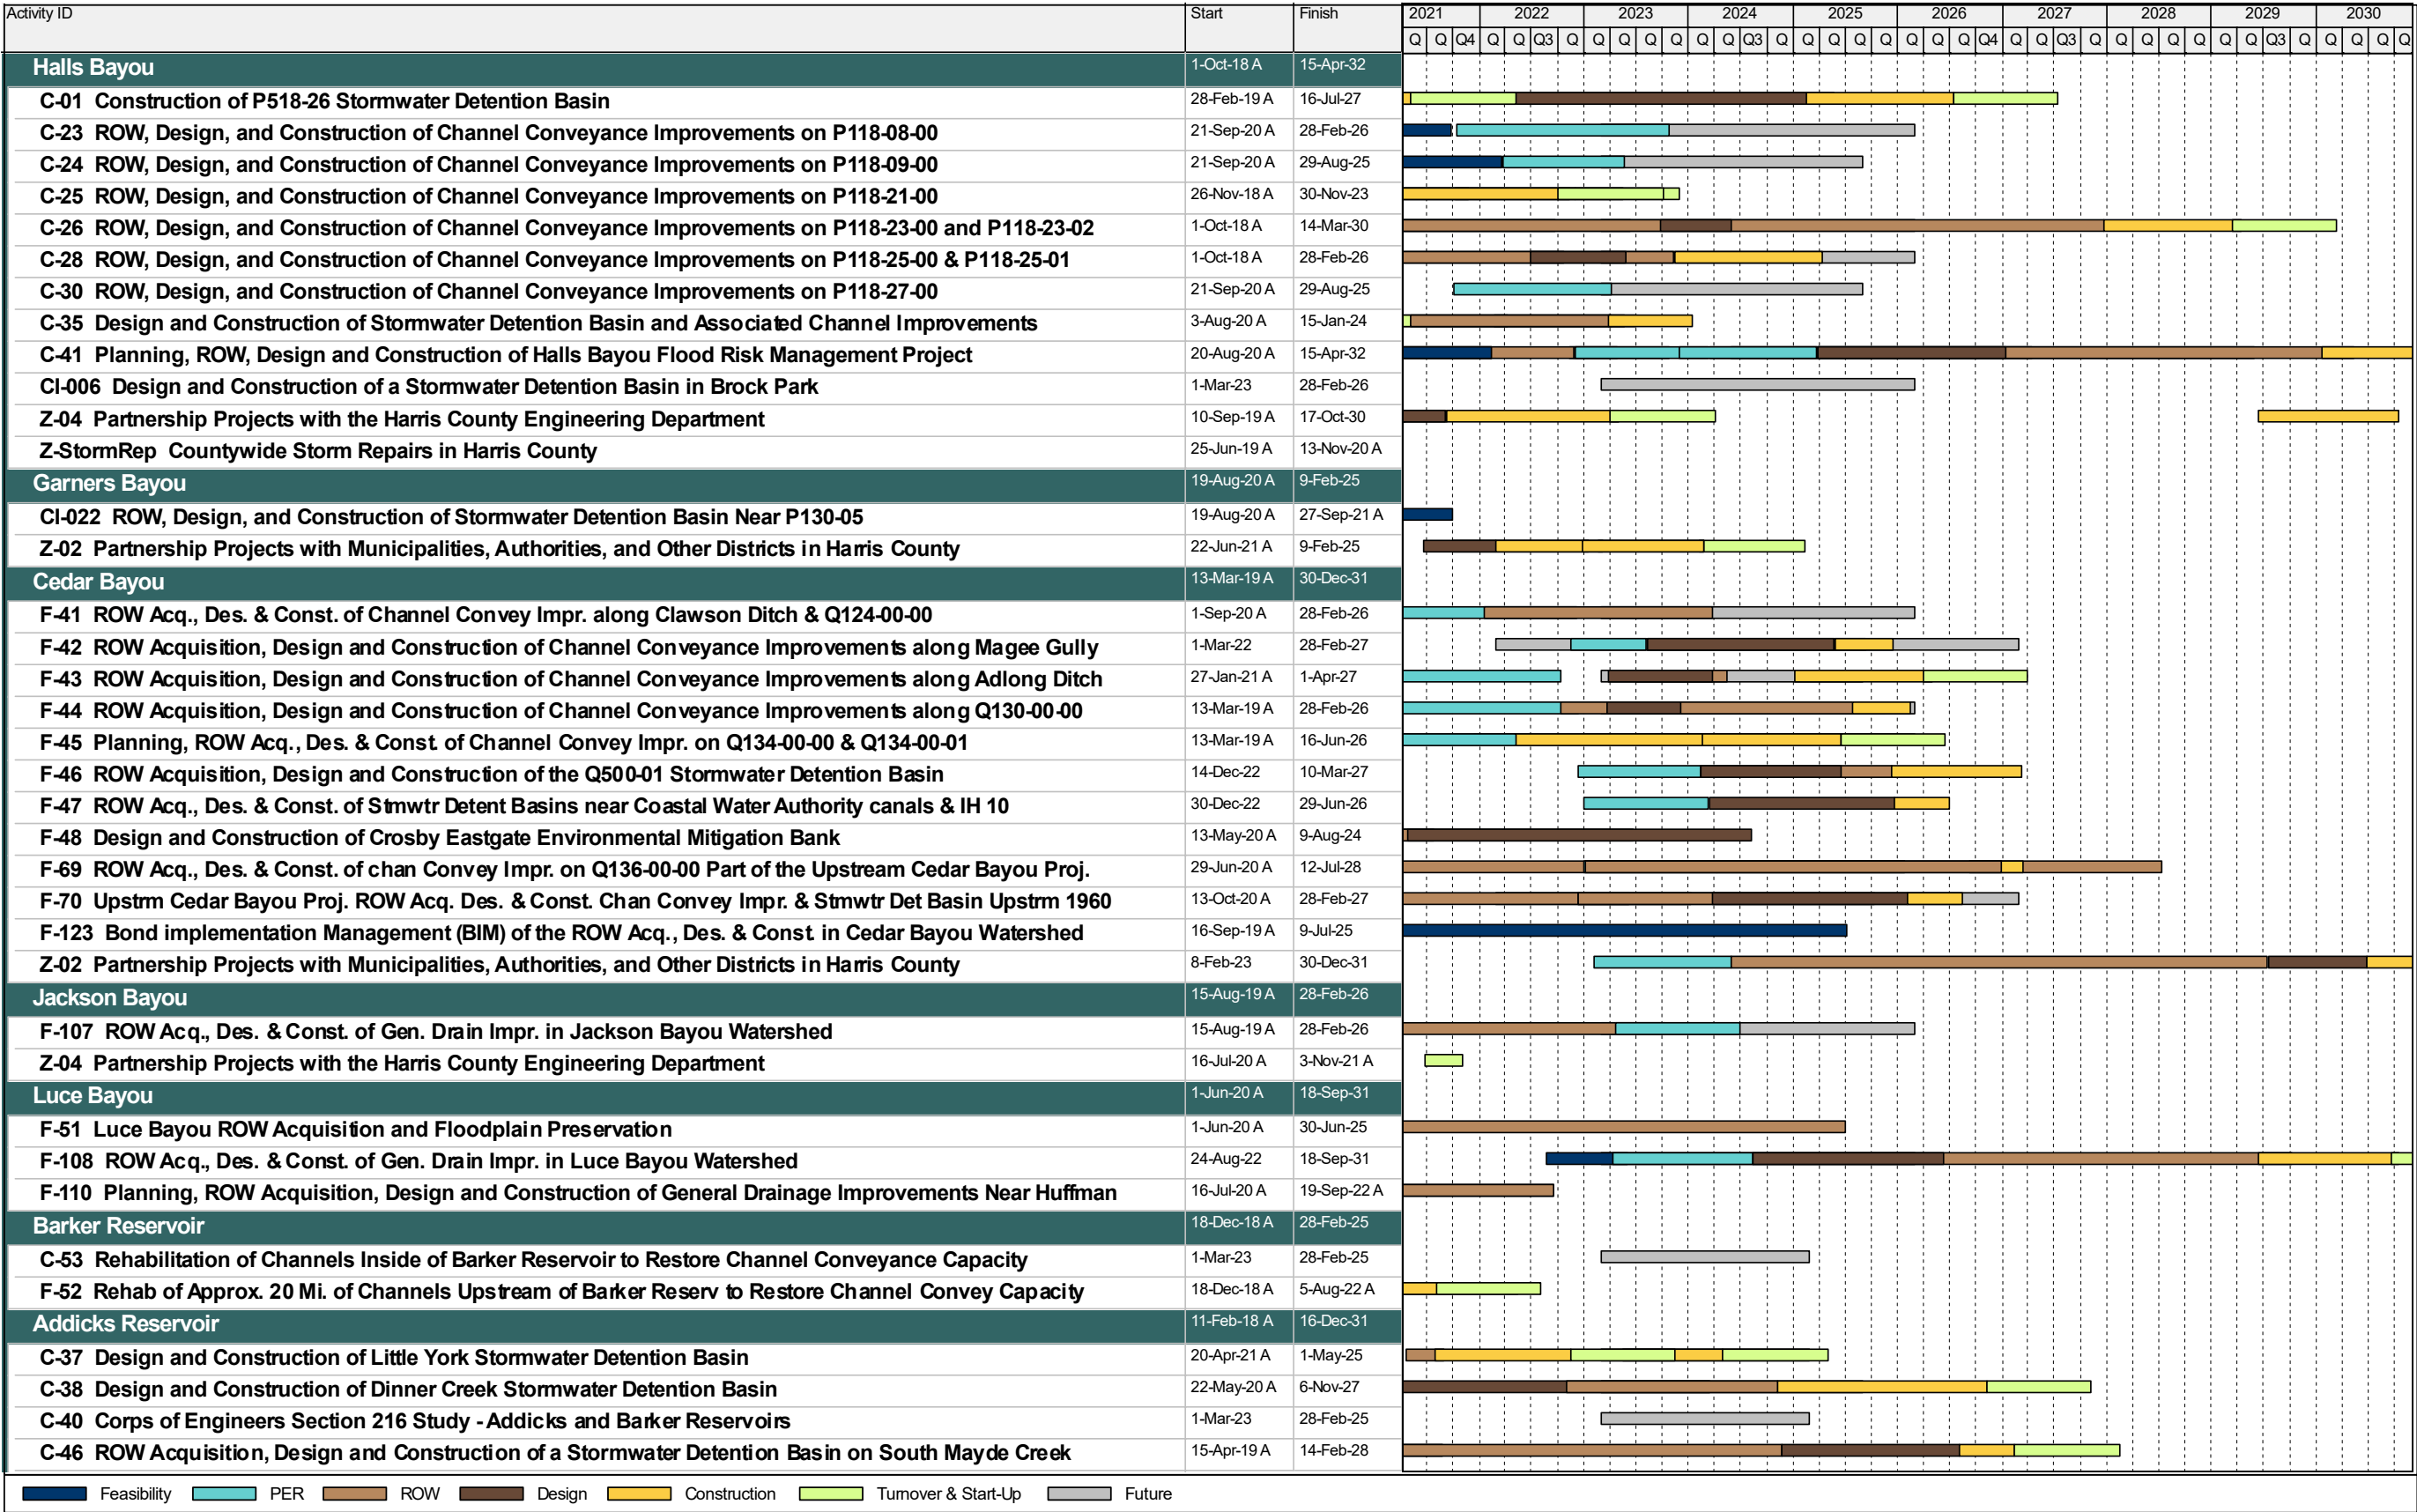 Activity ID Start Finish 2021 2022 2023 2024 2025 2026 2027 2028 2029 2030
Q Q Q4 Q Q Q3 Q Q Q Q Q Q Q Q3 Q Q Q Q Q Q Q Q Q4 Q Q Q3 Q Q Q Q Q Q Q Q3 Q Q Q Q Q
Halls Bayou 1-Oct-18 A 15-Apr-32
C-01 Construction of P518-26 Stormwater Detention Basin 28-Feb-19 A 16-Jul-27
C-23 ROW, Design, and Construction of Channel Conveyance Improvements on P118-08-00 21-Sep-20 A 28-Feb-26
C-24 ROW, Design, and Construction of Channel Conveyance Improvements on P118-09-00 21-Sep-20 A 29-Aug-25
C-25 ROW, Design, and Construction of Channel Conveyance Improvements on P118-21-00 26-Nov-18 A 30-Nov-23
C-26 ROW, Design, and Construction of Channel Conveyance Improvements on P118-23-00 and P118-23-02 1-Oct-18 A 14-Mar-30
C-28 ROW, Design, and Construction of Channel Conveyance Improvements on P118-25-00 & P118-25-01 1-Oct-18 A 28-Feb-26
C-30 ROW, Design, and Construction of Channel Conveyance Improvements on P118-27-00 21-Sep-20 A 29-Aug-25
C-35 Design and Construction of Stormwater Detention Basin and Associated Channel Improvements 3-Aug-20 A 15-Jan-24
C-41 Planning, ROW, Design and Construction of Halls Bayou Flood Risk Management Project 20-Aug-20 A 15-Apr-32
CI-006 Design and Construction of a Stormwater Detention Basin in Brock Park 1-Mar-23 28-Feb-26
Z-04 Partnership Projects with the Harris County Engineering Department 10-Sep-19 A 17-Oct-30
Z-StormRep Countywide Storm Repairs in Harris County 25-Jun-19 A 13-Nov-20 A
Garners Bayou 19-Aug-20 A 9-Feb-25
CI-022 ROW, Design, and Construction of Stormwater Detention Basin Near P130-05 19-Aug-20 A 27-Sep-21 A
Z-02 Partnership Projects with Municipalities, Authorities, and Other Districts in Harris County 22-Jun-21 A 9-Feb-25
Cedar Bayou 13-Mar-19 A 30-Dec-31
F-41 ROW Acq., Des. & Const. of Channel Convey Impr. along Clawson Ditch & Q124-00-00 1-Sep-20 A 28-Feb-26
F-42 ROW Acquisition, Design and Construction of Channel Conveyance Improvements along Magee Gully 1-Mar-22 28-Feb-27
F-43 ROW Acquisition, Design and Construction of Channel Conveyance Improvements along Adlong Ditch 27-Jan-21 A 1-Apr-27
F-44 ROW Acquisition, Design and Construction of Channel Conveyance Improvements along Q130-00-00 13-Mar-19 A 28-Feb-26
F-45 Planning, ROW Acq., Des. & Const. of Channel Convey Impr. on Q134-00-00 & Q134-00-01 13-Mar-19 A 16-Jun-26
F-46 ROW Acquisition, Design and Construction of the Q500-01 Stormwater Detention Basin 14-Dec-22 10-Mar-27
F-47 ROW Acq., Des. & Const. of Stmwtr Detent Basins near Coastal Water Authority canals & IH 10 30-Dec-22 29-Jun-26
F-48 Design and Construction of Crosby Eastgate Environmental Mitigation Bank 13-May-20 A 9-Aug-24
F-69 ROW Acq., Des. & Const. of chan Convey Impr. on Q136-00-00 Part of the Upstream Cedar Bayou Proj. 29-Jun-20 A 12-Jul-28
F-70 Upstrm Cedar Bayou Proj. ROW Acq. Des. & Const. Chan Convey Impr. & Stmwtr Det Basin Upstrm 1960 13-Oct-20 A 28-Feb-27
F-123 Bond implementation Management (BIM) of the ROW Acq., Des. & Const. in Cedar Bayou Watershed 16-Sep-19 A 9-Jul-25
Z-02 Partnership Projects with Municipalities, Authorities, and Other Districts in Harris County 8-Feb-23 30-Dec-31
Jackson Bayou 15-Aug-19 A 28-Feb-26
F-107 ROW Acq., Des. & Const. of Gen. Drain Impr. in Jackson Bayou Watershed 15-Aug-19 A 28-Feb-26
Z-04 Partnership Projects with the Harris County Engineering Department 16-Jul-20 A 3-Nov-21 A
Luce Bayou 1-Jun-20 A 18-Sep-31
F-51 Luce Bayou ROW Acquisition and Floodplain Preservation 1-Jun-20 A 30-Jun-25
F-108 ROW Acq., Des. & Const. of Gen. Drain Impr. in Luce Bayou Watershed 24-Aug-22 18-Sep-31
F-110 Planning, ROW Acquisition, Design and Construction of General Drainage Improvements Near Huffman 16-Jul-20 A 19-Sep-22 A
Barker Reservoir 18-Dec-18 A 28-Feb-25
C-53 Rehabilitation of Channels Inside of Barker Reservoir to Restore Channel Conveyance Capacity 1-Mar-23 28-Feb-25
F-52 Rehab of Approx. 20 Mi. of Channels Upstream of Barker Reserv to Restore Channel Convey Capacity 18-Dec-18 A 5-Aug-22 A
Addicks Reservoir 11-Feb-18 A 16-Dec-31
C-37 Design and Construction of Little York Stormwater Detention Basin 20-Apr-21 A 1-May-25
C-38 Design and Construction of Dinner Creek Stormwater Detention Basin 22-May-20 A 6-Nov-27
C-40 Corps of Engineers Section 216 Study - Addicks and Barker Reservoirs 1-Mar-23 28-Feb-25
C-46 ROW Acquisition, Design and Construction of a Stormwater Detention Basin on South Mayde Creek 15-Apr-19 A 14-Feb-28
Feasibility PER ROW Design Construction Turnover & Start-Up Future